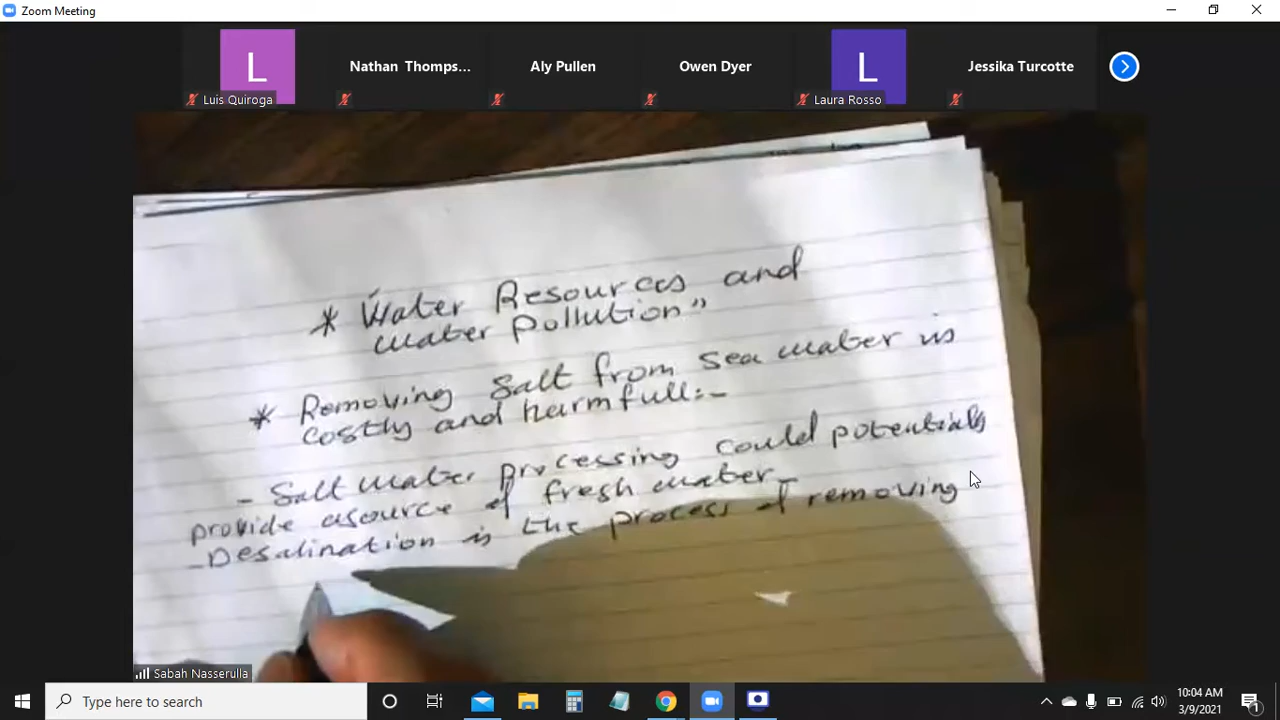 Zoom Meeting
L
Luis Quiroga
Nathan Thomps...
Aly Pullen
Owen Dyer
L
Laura Rosso
Jessika Turcotte
* "Water Resources and
water Pollution"
* Removing Salt from Sea water is
costly and harmfull:-
- Salt water processing could potentially
provide a source of fresh water -
- Desalination is the process of removing
Sabah Nasserulla
Type here to search
10:04 AM
3/9/2021
1